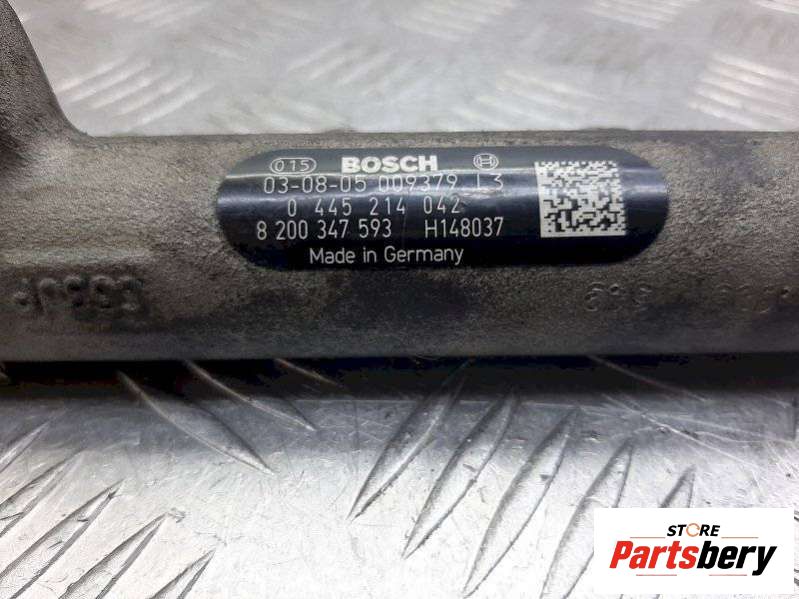 015 BOSCH
03-08-05 009379 L3
0 445 214 042
8 200 347 593 H148037
Made in Germany
STORE
Partsbery